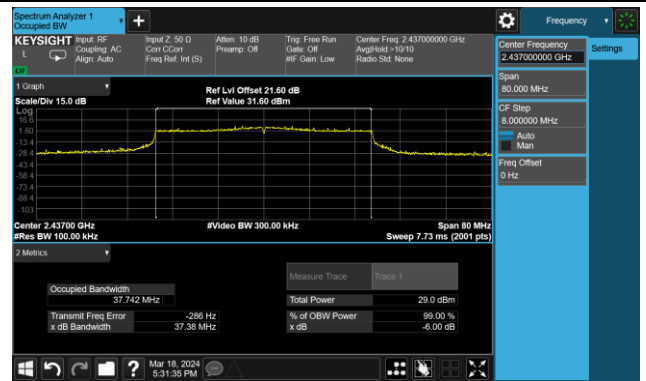 Spectrum Analyzer 1
Occupied BW
+
Frequency
KEYSIGHT
L
Input: RF
Coupling: AC
Align: Auto
Input Z: 50 Ω
Corr CCorr
Freq Ref: Int (S)
Atten: 10 dB
Preamp: Off
Trig: Free Run
Gate: Off
#IF Gain: Low
Center Freq: 2.437000000 GHz
Avg|Hold:>10/10
Radio Std: None
Center Frequency
2.437000000 GHz
Settings
Span
80.000 MHz
CF Step
8.000000 MHz
Auto
Man
Freq Offset
0 Hz
1 Graph
Scale/Div 15.0 dB
Ref Lvl Offset 21.60 dB
Ref Value 31.60 dBm
Log
16.6
1.60
-13.4
-28.4
-43.4
-58.4
-73.4
-88.4
-103
Center 2.43700 GHz
#Video BW 300.00 kHz
Span 80 MHz
#Res BW 100.00 kHz
Sweep 7.73 ms (2001 pts)
2 Metrics
Measure Trace
Trace 1
Occupied Bandwidth
37.742 MHz
Total Power
29.0 dBm
Transmit Freq Error
-286 Hz
% of OBW Power
99.00 %
x dB Bandwidth
37.38 MHz
x dB
-6.00 dB
?
Mar 18, 2024
5:31:35 PM